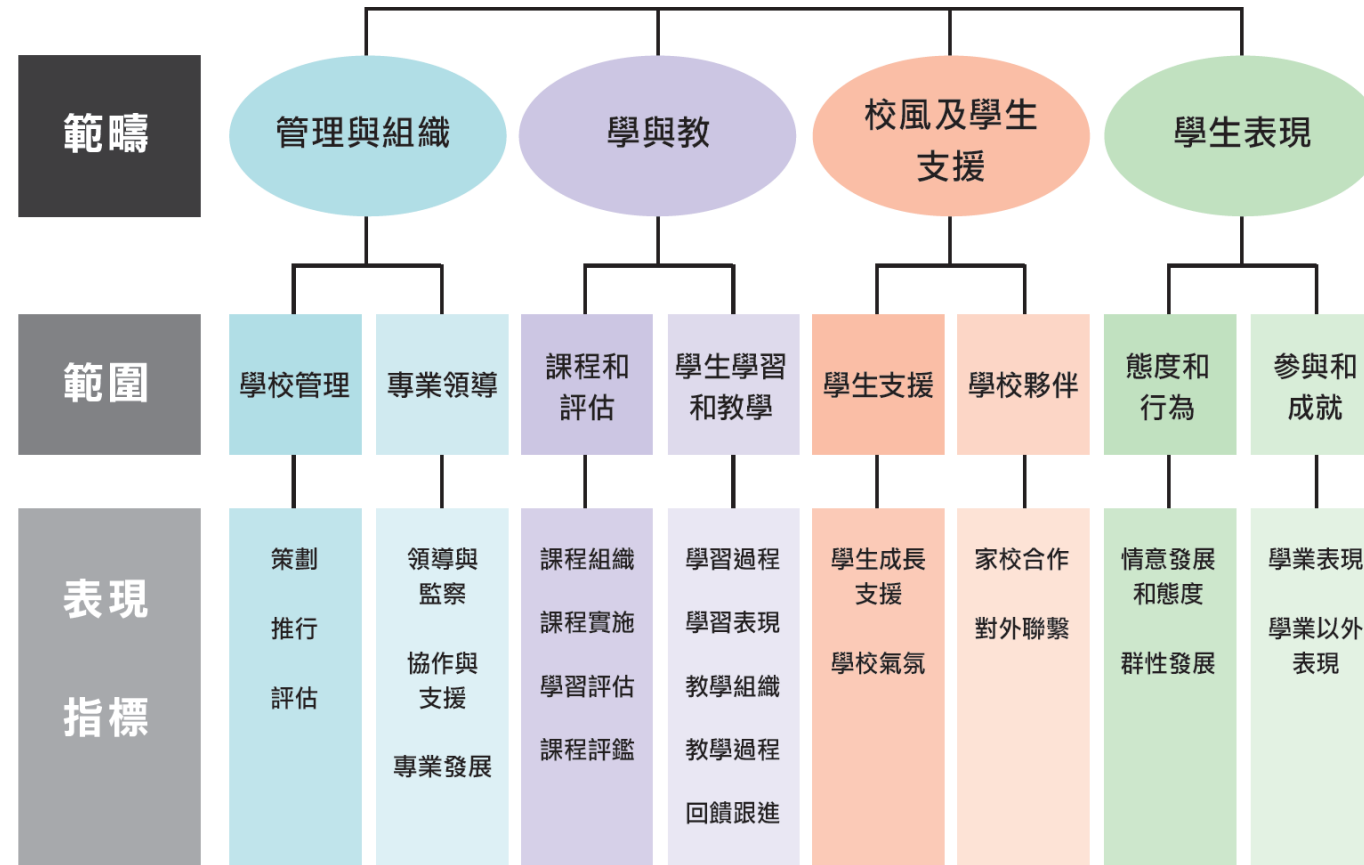 範疇
管理與組織
學與教
校風及學生
支援
學生表現
範圍
學校管理
專業領導
課程和
評估
學生學習
和教學
學生支援
學校夥伴
態度和
行為
參與和
成就
表現
指標
策劃
推行
評估
領導與
監察
協作與
支援
專業發展
課程組織
課程實施
學習評估
課程評鑑
學習過程
學習表現
教學組織
教學過程
回饋跟進
學生成長
支援
學校氣氛
家校合作
對外聯繫
情意發展
和態度
群性發展
學業表現
學業以外
表現